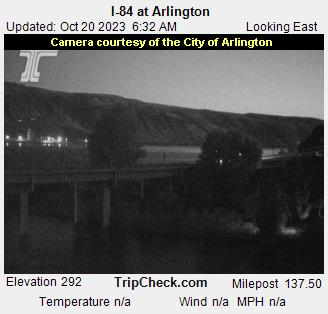 I-84 at Arlington
Updated: Oct 20 2023 6:32 AM Looking East
Camera courtesy of the City of Arlington
Elevation 292 TripCheck.com Milepost 137.50
Temperature n/a Wind n/a MPH n/a